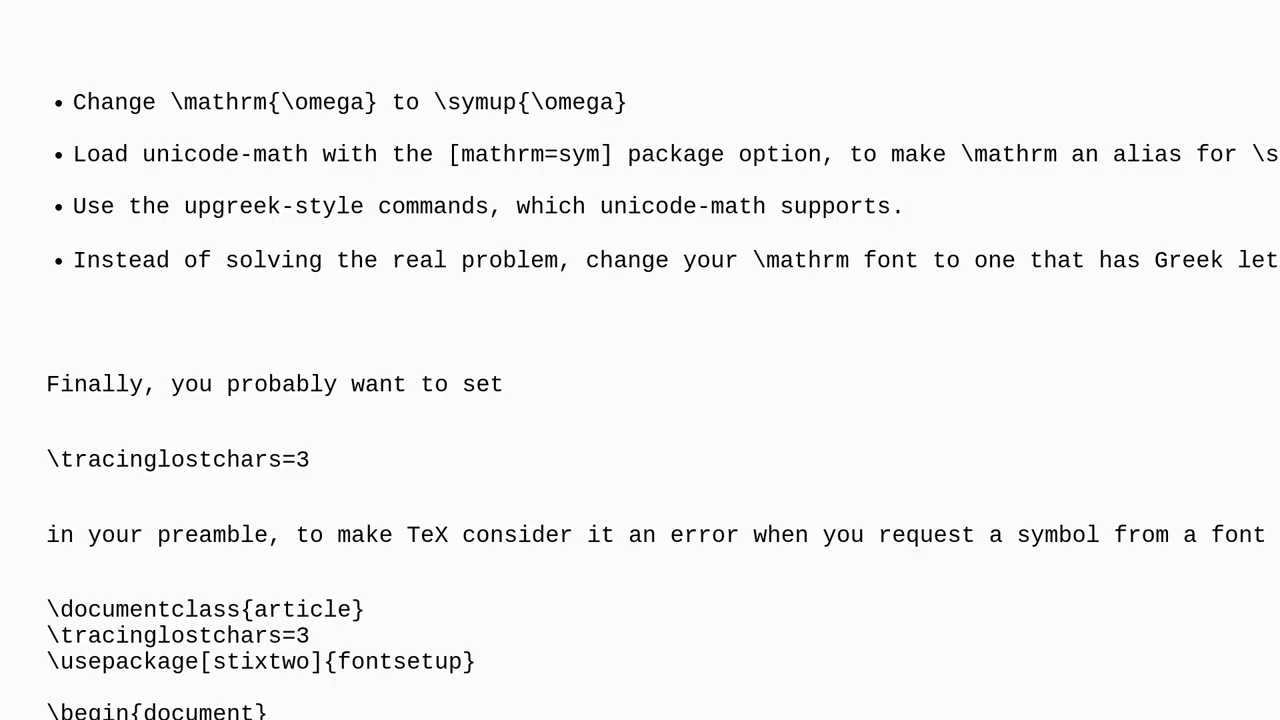 • Change \mathrm{\omega} to \symup{\omega}
• Load unicode-math with the [mathrm=sym] package option, to make \mathrm an alias for \s
• Use the upgreek-style commands, which unicode-math supports.
• Instead of solving the real problem, change your \mathrm font to one that has Greek let
Finally, you probably want to set
\tracinglostchars=3
in your preamble, to make TeX consider it an error when you request a symbol from a font
\documentclass{article}
\tracinglostchars=3
\usepackage[stixtwo]{fontsetup}
\begin{document}